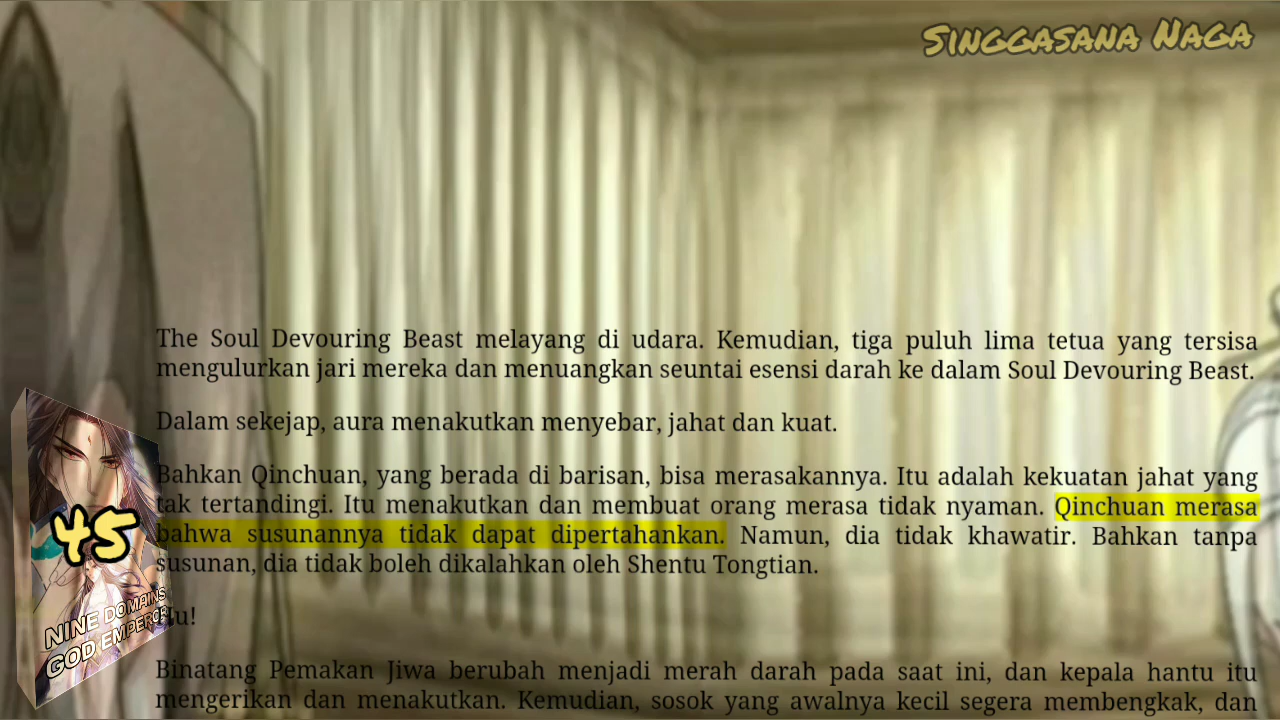 Singgasana Naga
The Soul Devouring Beast melayang di udara. Kemudian, tiga puluh lima tetua yang tersisa
mengulurkan jari mereka dan menuangkan seuntai esensi darah ke dalam Soul Devouring Beast.
Dalam sekejap, aura menakutkan menyebar, jahat dan kuat.
Bahkan Qinchuan, yang berada di barisan, bisa merasakannya. Itu adalah kekuatan jahat yang
tak tertandingi. Itu menakutkan dan membuat orang merasa tidak nyaman. Qinchuan merasa
bahwa susunannya tidak dapat dipertahankan. Namun, dia tidak khawatir. Bahkan tanpa
susunan, dia tidak boleh dikalahkan oleh Shentu Tongtian.
Hu!
Binatang Pemakan Jiwa berubah menjadi merah darah pada saat ini, dan kepala hantu itu
mengerikan dan menakutkan. Kemudian, sosok yang awalnya kecil segera membengkak, dan
45
NINE DOMAINS
GOD EMPEROR